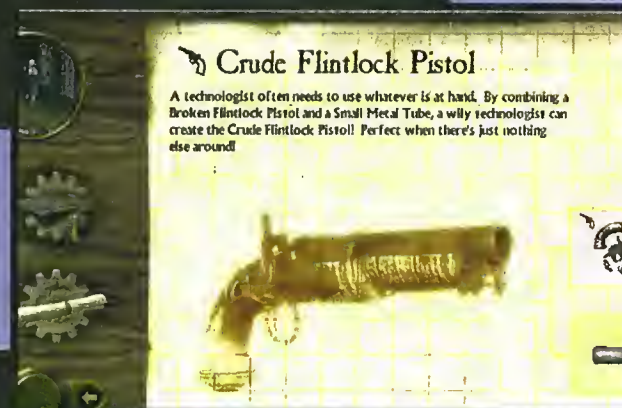 Crude Flintlock Pistol
A technologist often needs to use whatever is at hand. By combining a
Broken Flintlock Pistol and a Small Metal Tube, a wily technologist can
create the Crude Flintlock Pistol! Perfect when there's just nothing
else around!